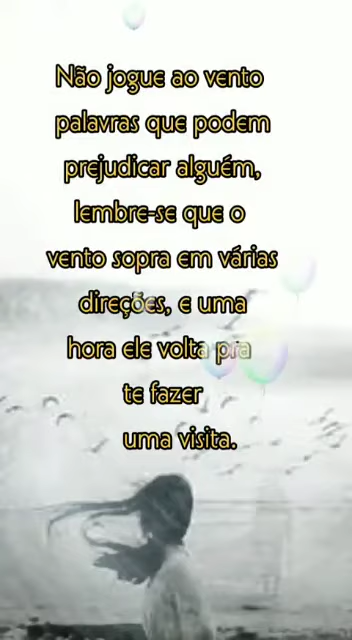 Não jogue ao vento
palavras que podem
prejudicar alguém,
lembre-se que o
vento sopra em várias
direções, e uma
hora ele volta pra
te fazer
uma visita.